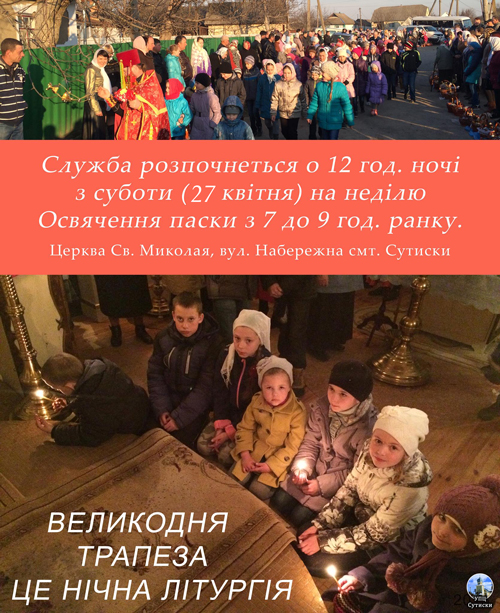 Служба розпочнеться о 12 год. ночі
з суботи (27 квітня) на неділю
Освячення паски з 7 до 9 год. ранку.
Церква Св. Миколая, вул. Набережна смт. Сутиски
ВЕЛИКОДНЯ
ТРАПЕЗА
ЦЕ НІЧНА ЛІТУРГІЯ
УПЦ
Сутиски